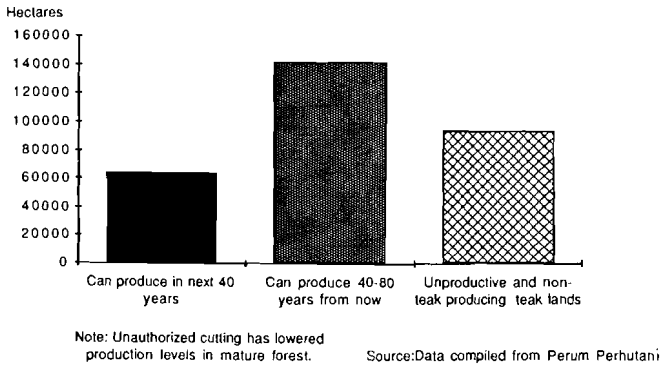 Hectares
160000
140000
120000
100000
80000
60000
40000
20000
0
Can produce in next 40
years
Can produce 40-80
years from now
Unproductive and non-
teak producing teak lands
Note: Unauthorized cutting has lowered
production levels in mature forest.
Source:Data compiled from Perum Perhutani